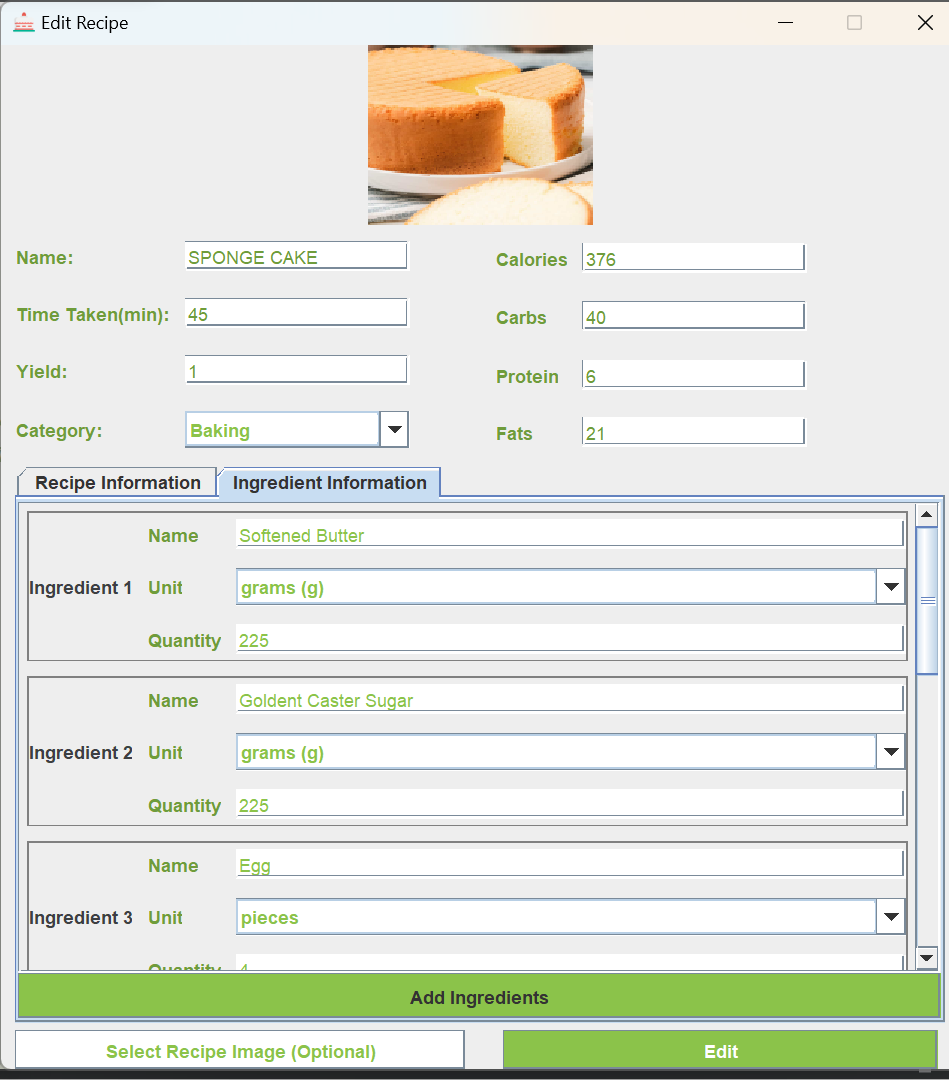 Edit Recipe
Name: SPONGE CAKE
Calories 376
Time Taken(min): 45
Carbs 40
Yield: 1
Protein 6
Category: Baking
Fats 21
Recipe Information Ingredient Information
Name Softened Butter
Ingredient 1 Unit grams (g)
Quantity 225
Name Goldent Caster Sugar
Ingredient 2 Unit grams (g)
Quantity 225
Name Egg
Ingredient 3 Unit pieces
Quantity 4
Add Ingredients
Select Recipe Image (Optional) Edit